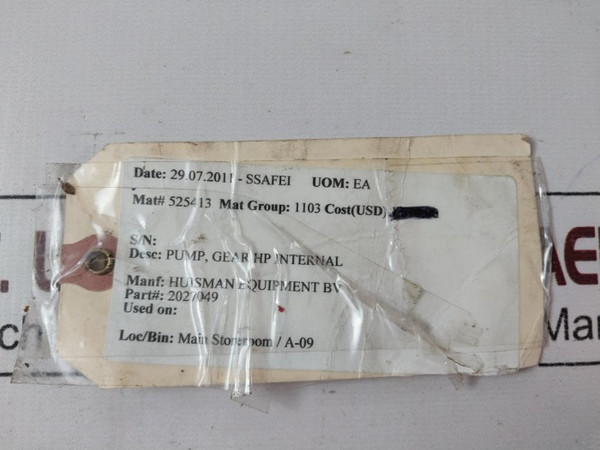 Date: 29.07.2011 - SSAFEI UOM: EA
Mat# 525413 Mat Group: 1103 Cost(USD)
S/N:
Desc: PUMP, GEAR HP INTERNAL
Manf: HUISMAN EQUIPMENT BV
Part#: 2027049
Used on:
Loc/Bin: Main Storeroom / A-09